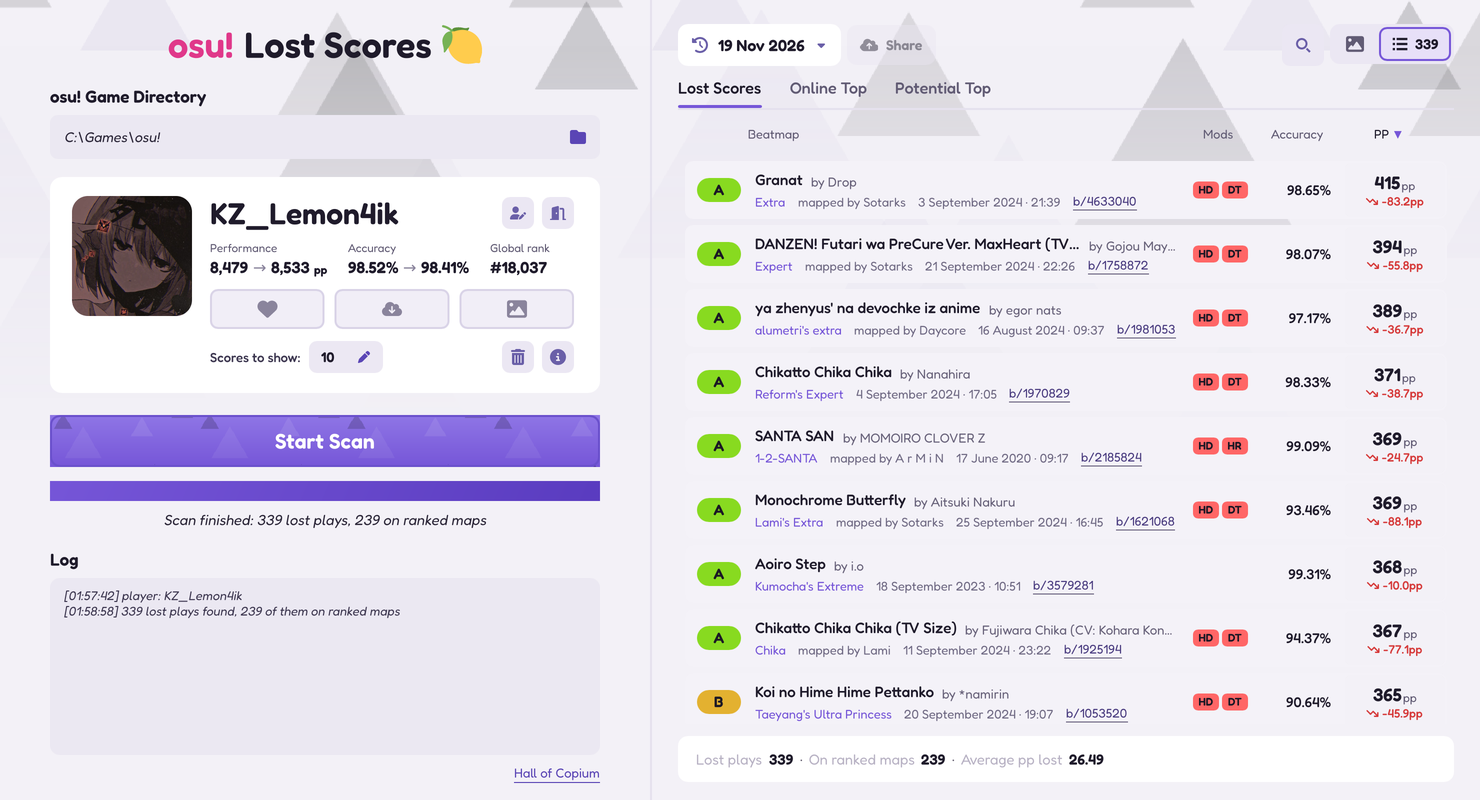 osu! Lost Scores
osu! Game Directory
C:\Games\osu!
KZ__Lemon4ik
Performance Accuracy Global rank
8,479 → 8,533 pp 98.52% → 98.41% #18,037
Scores to show: 10
Start Scan
Scan finished: 339 lost plays, 239 on ranked maps
Log
[01:57:42] player: KZ__Lemon4ik
[01:58:58] 339 lost plays found, 239 of them on ranked maps
Hall of Copium
19 Nov 2026 Share 339
Lost Scores Online Top Potential Top
Beatmap Mods Accuracy PP ▼
A Granat by Drop HD DT 98.65% 415pp
Extra mapped by Sotarks 3 September 2024 · 21:39 b/4633040 -83.2pp
A DANZEN! Futari wa PreCure Ver. MaxHeart (TV... by Gojou May... HD DT 98.07% 394pp
Expert mapped by Sotarks 21 September 2024 · 22:26 b/1758872 -55.8pp
A ya zhenyus' na devochke iz anime by egor nats HD DT 97.17% 389pp
alumetri's extra mapped by Daycore 16 August 2024 · 09:37 b/1981053 -36.7pp
A Chikatto Chika Chika by Nanahira HD DT 98.33% 371pp
Reform's Expert 4 September 2024 · 17:05 b/1970829 -38.7pp
A SANTA SAN by MOMOIRO CLOVER Z HD HR 99.09% 369pp
1-2-SANTA mapped by A r M i N 17 June 2020 · 09:17 b/2185824 -24.7pp
A Monochrome Butterfly by Aitsuki Nakuru HD DT 93.46% 369pp
Lami's Extra mapped by Sotarks 25 September 2024 · 16:45 b/1621068 -88.1pp
A Aoiro Step by i.o 99.31% 368pp
Kumocha's Extreme 18 September 2023 · 10:51 b/3579281 -10.0pp
A Chikatto Chika Chika (TV Size) by Fujiwara Chika (CV: Kohara Kon... HD DT 94.37% 367pp
Chika mapped by Lami 11 September 2024 · 23:22 b/1925194 -77.1pp
B Koi no Hime Hime Pettanko by *namirin HD DT 90.64% 365pp
Taeyang's Ultra Princess 20 September 2024 · 19:07 b/1053520 -45.9pp
Lost plays 339 · On ranked maps 239 · Average pp lost 26.49